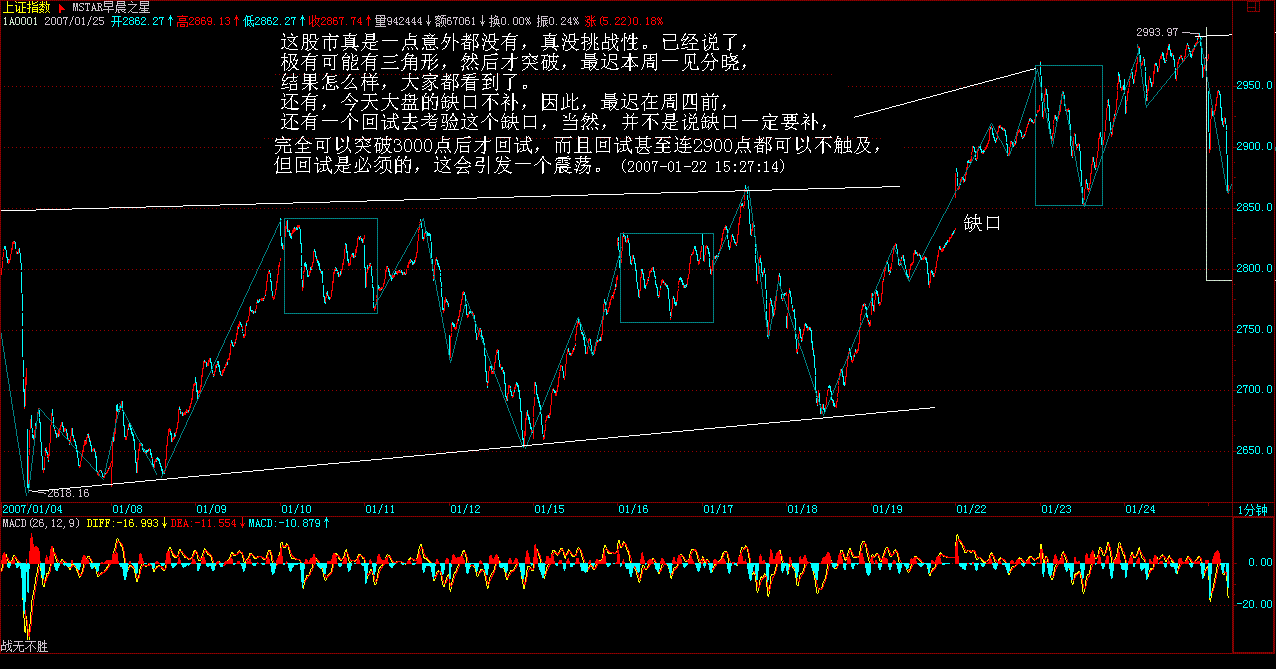 上证指数 MSTAR早晨之星
1A0001 2007/01/25 开2862.27↑高2869.13↑低2862.27↑收2867.74↑量942444↓额67061↓换0.00% 振0.24% 涨(5.22)0.18%
这股市真是一点意外都没有，真没挑战性。已经说了，
极有可能有三角形，然后才突破，最迟本周一见分晓，
结果怎么样，大家都看到了。
还有，今天大盘的缺口不补，因此，最迟在周四前，
还有一个回试去考验这个缺口，当然，并不是说缺口一定要补，
完全可以突破3000点后才回试，而且回试甚至连2900点都可以不触及，
但回试是必须的，这会引发一个震荡。(2007-01-22 15:27:14)
2993.97
2950.0
2900.0
2850.0
缺口
2800.0
2750.0
2700.0
2650.0
2618.16
2007/01/04 01/08 01/09 01/10 01/11 01/12 01/15 01/16 01/17 01/18 01/19 01/22 01/23 01/24 1分钟
MACD(26,12,9) DIFF:-16.993↓DEA:-11.554↓MACD:-10.879↑
0.00
-20.00
战无不胜